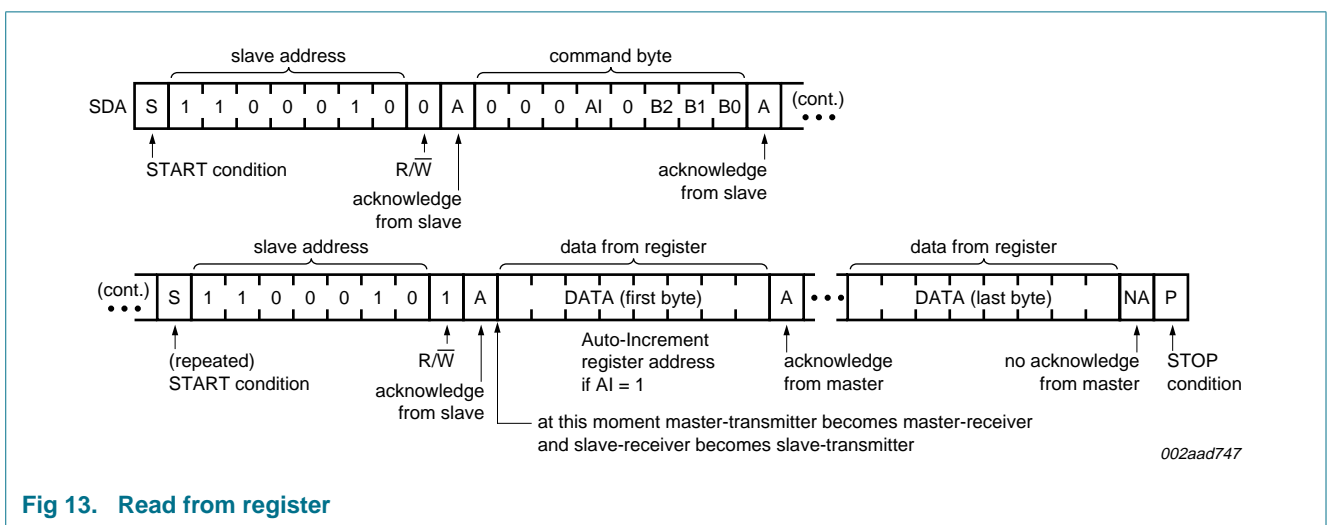 slave address command byte
SDA S 1 1 0 0 0 1 0 0 A 0 0 0 AI 0 B2 B1 B0 A (cont.)
START condition R/W̅ acknowledge from slave acknowledge from slave
slave address data from register data from register
(cont.) S 1 1 0 0 0 1 0 1 A DATA (first byte) A DATA (last byte) NA P
(repeated) START condition
R/W̅
acknowledge from slave
Auto-Increment
register address
if AI = 1
acknowledge
from master
no acknowledge
from master
STOP
condition
at this moment master-transmitter becomes master-receiver
and slave-receiver becomes slave-transmitter
002aad747
Fig 13. Read from register